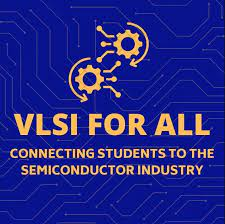 VLSI FOR ALL
CONNECTING STUDENTS TO THE
SEMICONDUCTOR INDUSTRY